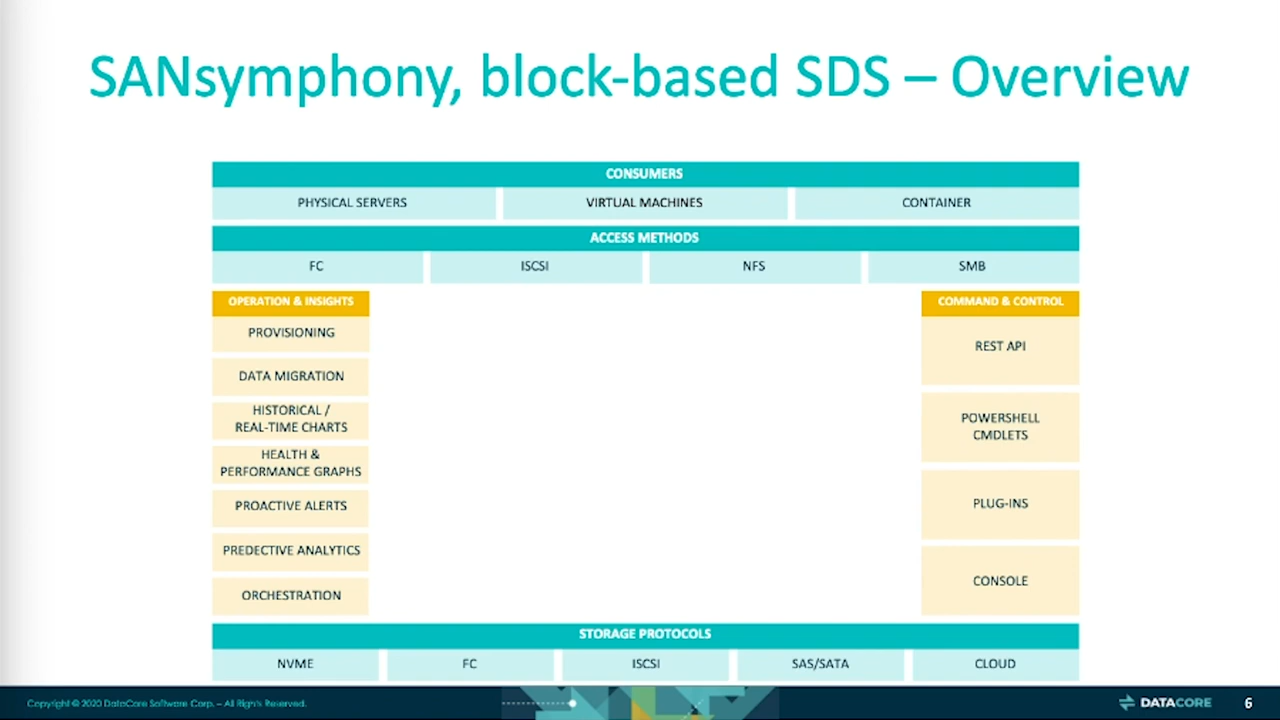 SANsymphony, block-based SDS – Overview
CONSUMERS
PHYSICAL SERVERS
VIRTUAL MACHINES
CONTAINER
ACCESS METHODS
FC
ISCSI
NFS
SMB
OPERATION & INSIGHTS
PROVISIONING
DATA MIGRATION
HISTORICAL /
REAL-TIME CHARTS
HEALTH &
PERFORMANCE GRAPHS
PROACTIVE ALERTS
PREDECTIVE ANALYTICS
ORCHESTRATION
COMMAND & CONTROL
REST API
POWERSHELL
CMDLETS
PLUG-INS
CONSOLE
STORAGE PROTOCOLS
NVME
FC
ISCSI
SAS/SATA
CLOUD
Copyright © 2020 DataCore Software Corp. – All Rights Reserved.
DATACORE
6